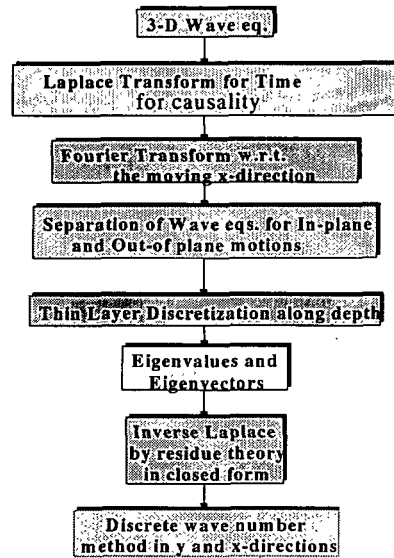 3-D Wave eq.
Laplace Transform for Time
for causality
Fourier Transform w.r.t.
the moving x-direction
Separation of Wave eqs. for In-plane
and Out-of plane motions
Thin Layer Discretization along depth
Eigenvalues and
Eigenvectors
Inverse Laplace
by residue theory
in closed form
Discrete wave number
method in y and x-directions